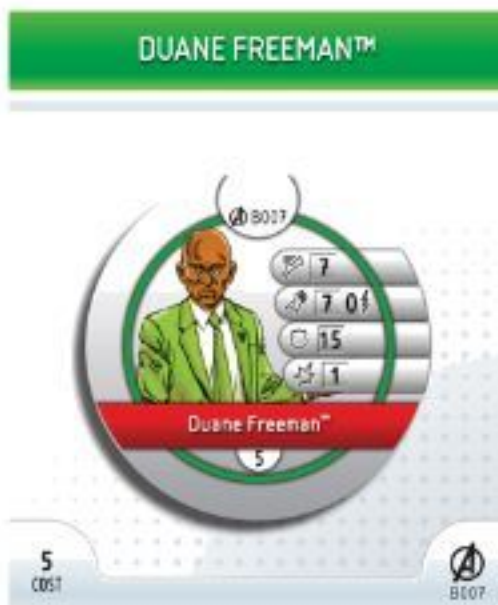 DUANE FREEMAN™
B007
7
7 0
15
1
Duane Freeman™
5
5
COST
B007